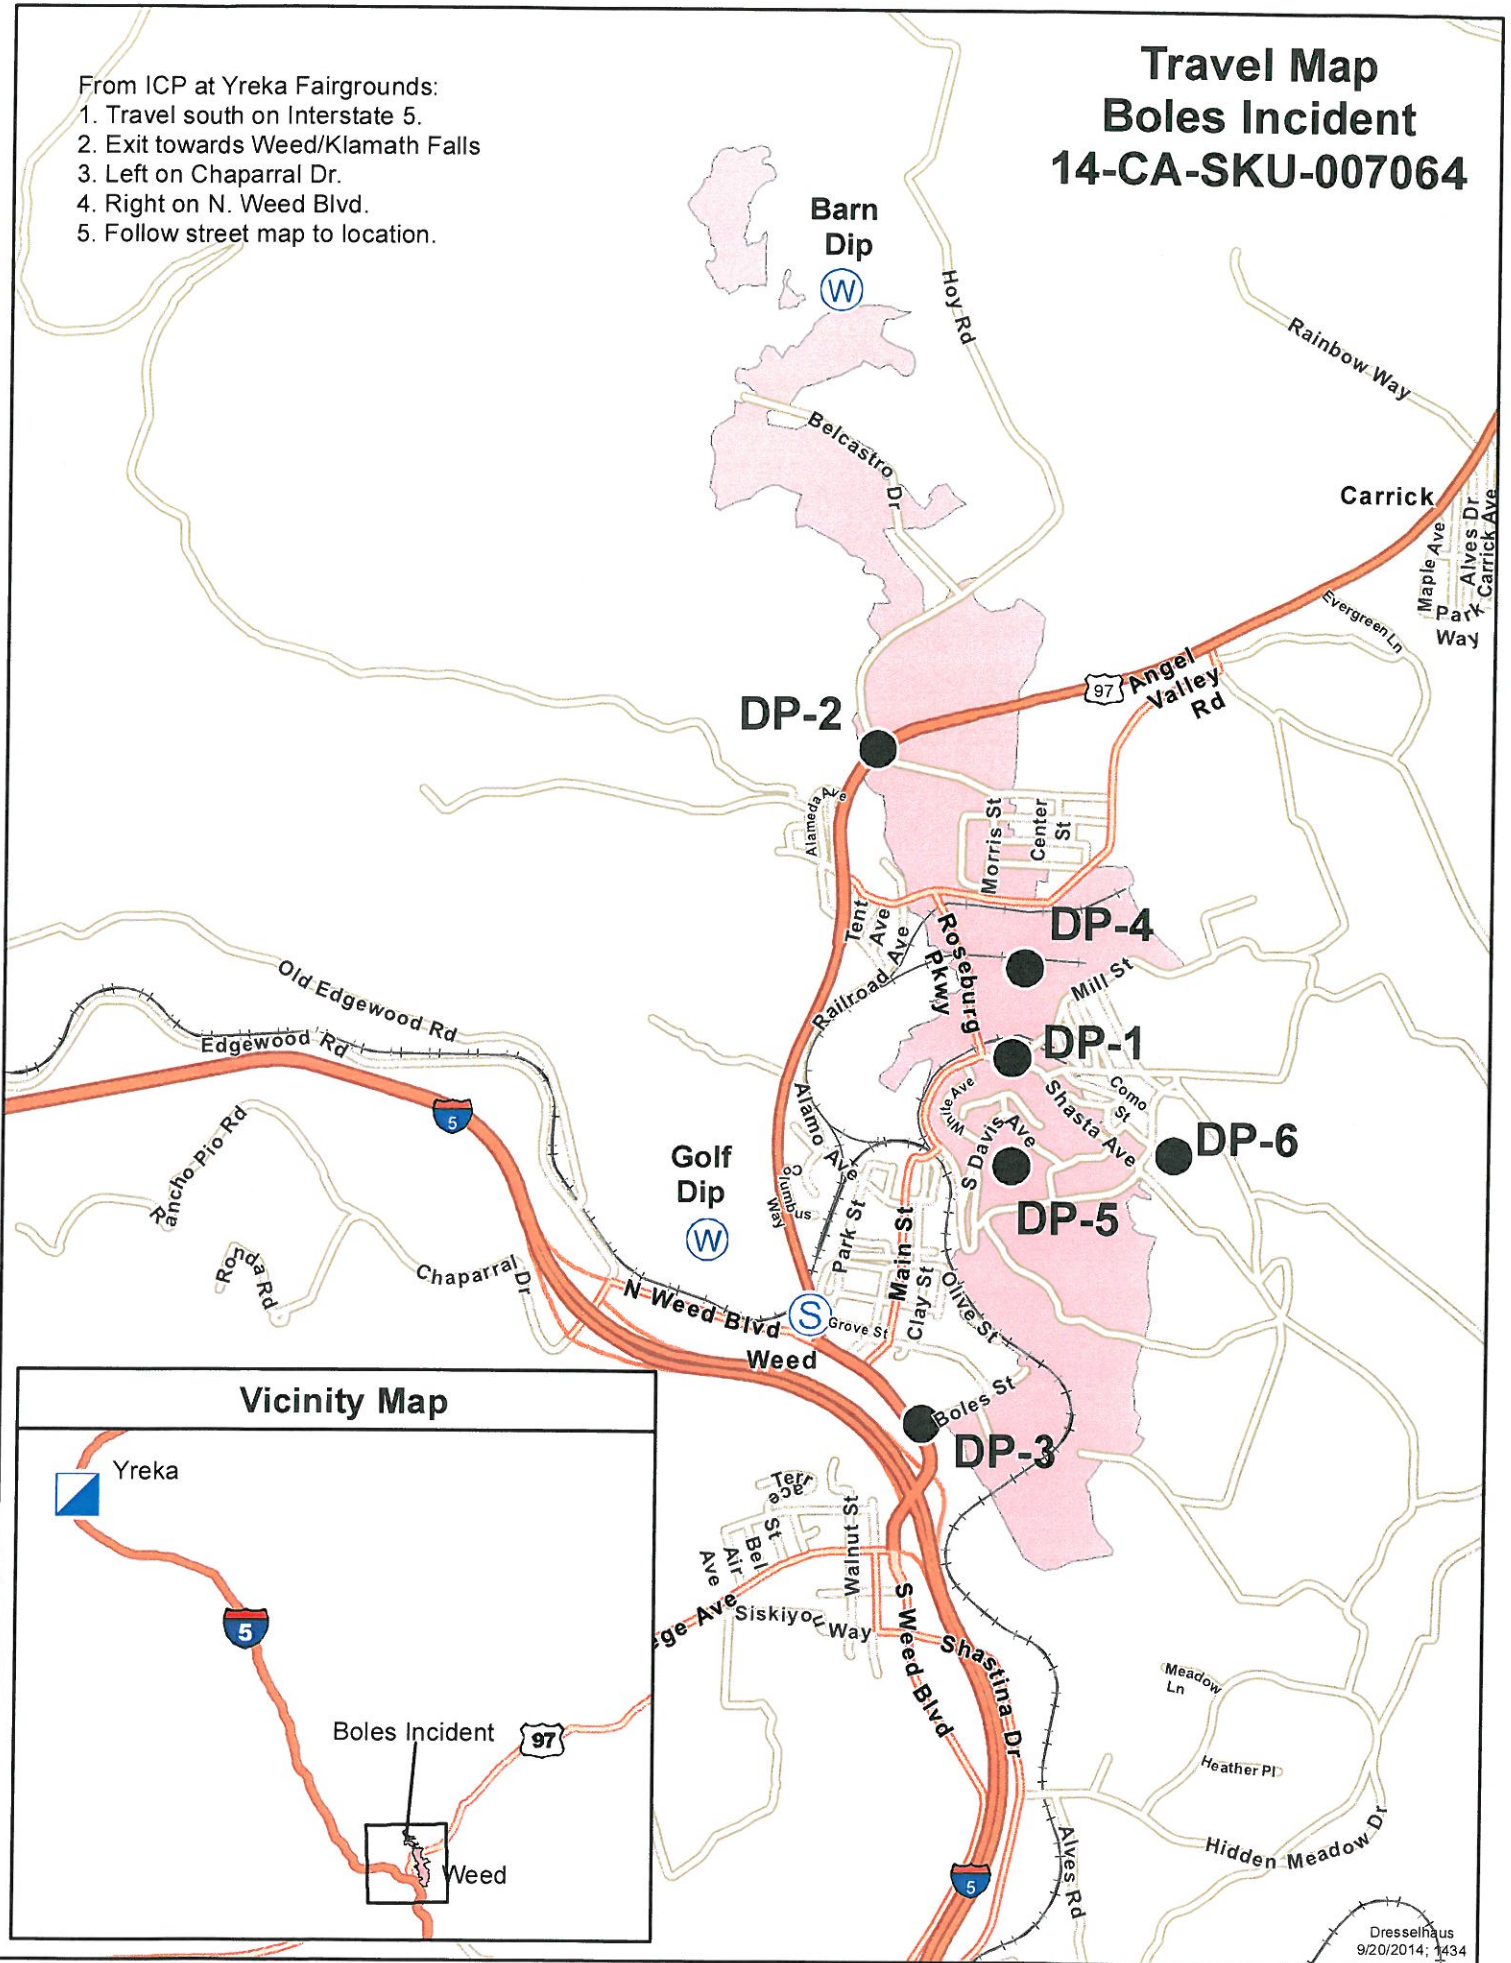 Travel Map
Boles Incident
14-CA-SKU-007064
From ICP at Yreka Fairgrounds:
1. Travel south on Interstate 5.
2. Exit towards Weed/Klamath Falls
3. Left on Chaparral Dr.
4. Right on N. Weed Blvd.
5. Follow street map to location.
Barn
Dip
W
Hoy Rd
Rainbow Way
Belcastro Dr
Carrick
Maple Ave
Alves Dr
Carrick Ave
Park
Way
Evergreen Ln
97
Angel
Valley
Rd
DP-2
Alameda Ave
Morris St
Center
St
Tent
Ave
Railroad Ave
Roseburg
Pkwy
DP-4
Mill St
Old Edgewood Rd
Edgewood Rd
5
DP-1
Como
St
Shasta Ave
White Ave
S Davis Ave
DP-6
DP-5
Alamo Ave
Columbus
Way
Rancho Pio Rd
Ronda Rd
Chaparral Dr
Golf
Dip
W
Park St
Main St
Clay St
Olive St
N Weed Blvd
S
Grove St
Weed
Boles St
DP-3
Terrace
St
Bel
Air
Ave
Walnut St
ege Ave
Siskiyou Way
S Weed Blvd
Shastina Dr
Meadow
Ln
Heather Pl
Hidden Meadow Dr
Alves Rd
5
Vicinity Map
Yreka
5
Boles Incident
97
Weed
Dresselhaus
9/20/2014; 1434